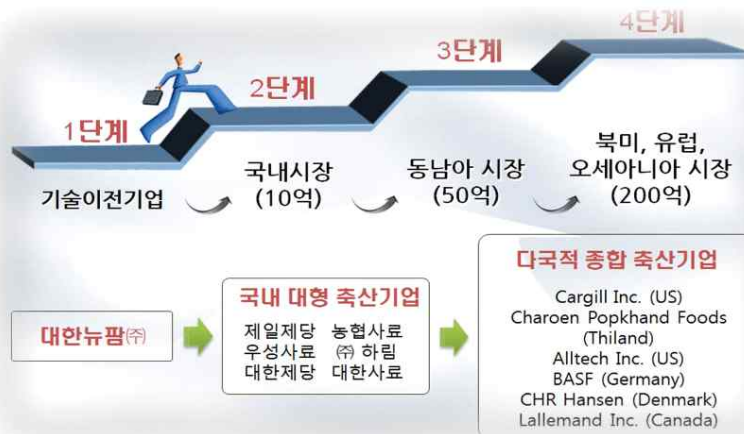 1단계
2단계
3단계
4단계
기술이전기업
국내시장
(10억)
동남아 시장
(50억)
북미, 유럽,
오세아니아 시장
(200억)
대한뉴팜㈜
국내 대형 축산기업
제일제당 농협사료
우성사료 ㈜ 하림
대한제당 대한사료
다국적 종합 축산기업
Cargill Inc. (US)
Charoen Popkhand Foods
(Thiland)
Alltech Inc. (US)
BASF (Germany)
CHR Hansen (Denmark)
Lallemand Inc. (Canada)